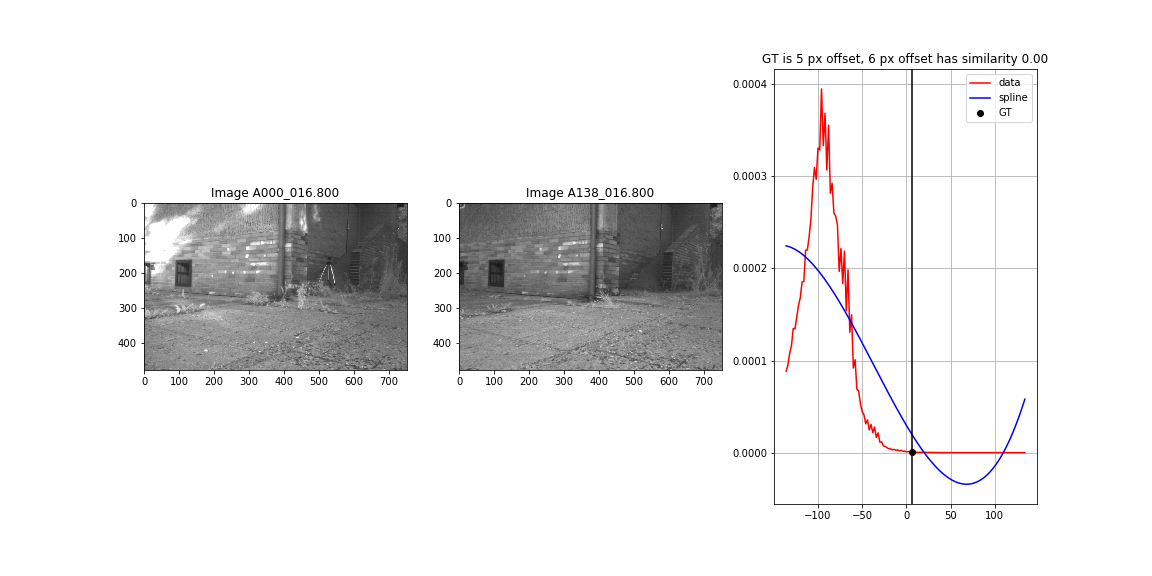 Image A000_016.800
0
100
200
300
400
0 100 200 300 400 500 600 700
Image A138_016.800
0
100
200
300
400
0 100 200 300 400 500 600 700
GT is 5 px offset, 6 px offset has similarity 0.00
data
spline
GT
0.0004
0.0003
0.0002
0.0001
0.0000
−100 −50 0 50 100